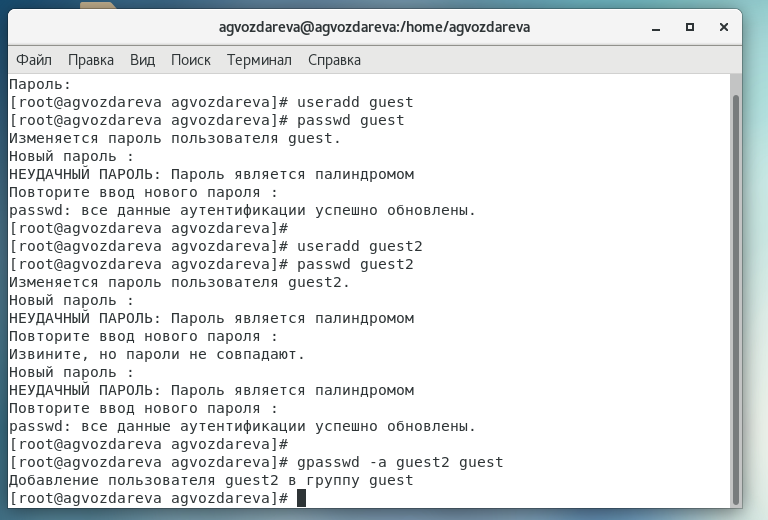 agvozdareva@agvozdareva:/home/agvozdareva
Файл Правка Вид Поиск Терминал Справка
Пароль:
[root@agvozdareva agvozdareva]# useradd guest
[root@agvozdareva agvozdareva]# passwd guest
Изменяется пароль пользователя guest.
Новый пароль :
НЕУДАЧНЫЙ ПАРОЛЬ: Пароль является палиндромом
Повторите ввод нового пароля :
passwd: все данные аутентификации успешно обновлены.
[root@agvozdareva agvozdareva]#
[root@agvozdareva agvozdareva]# useradd guest2
[root@agvozdareva agvozdareva]# passwd guest2
Изменяется пароль пользователя guest2.
Новый пароль :
НЕУДАЧНЫЙ ПАРОЛЬ: Пароль является палиндромом
Повторите ввод нового пароля :
Извините, но пароли не совпадают.
Новый пароль :
НЕУДАЧНЫЙ ПАРОЛЬ: Пароль является палиндромом
Повторите ввод нового пароля :
passwd: все данные аутентификации успешно обновлены.
[root@agvozdareva agvozdareva]#
[root@agvozdareva agvozdareva]# gpasswd -a guest2 guest
Добавление пользователя guest2 в группу guest
[root@agvozdareva agvozdareva]#